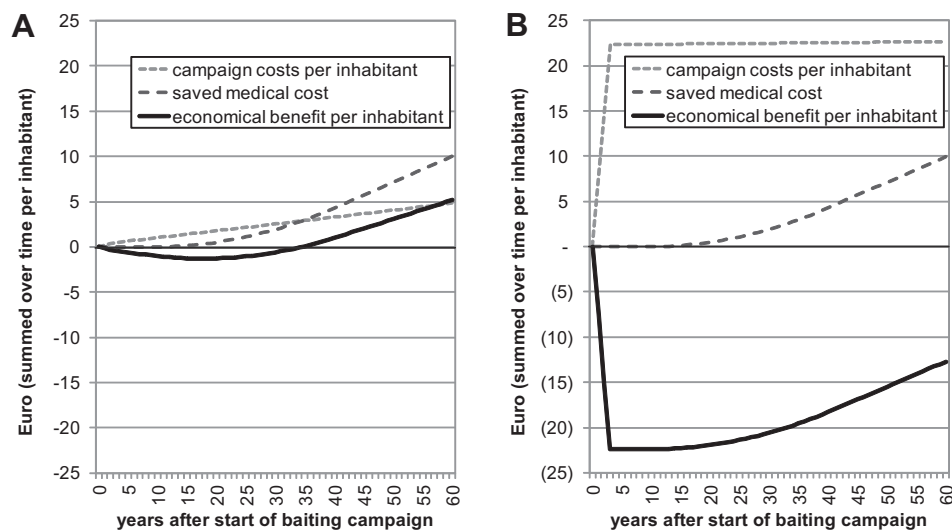 A
Euro (summed over time per inhabitant)
25
20
15
10
5
0
-5
-10
-15
-20
-25
campaign costs per inhabitant
saved medical cost
economical benefit per inhabitant
0 5 10 15 20 25 30 35 40 45 50 55 60
years after start of baiting campaign
B
Euro (summed over time per inhabitant)
25
20
15
10
5
-
(5)
(10)
(15)
(20)
(25)
campaign costs per inhabitant
saved medical cost
economical benefit per inhabitant
0 5 10 15 20 25 30 35 40 45 50 55 60
years after start of baiting campaign